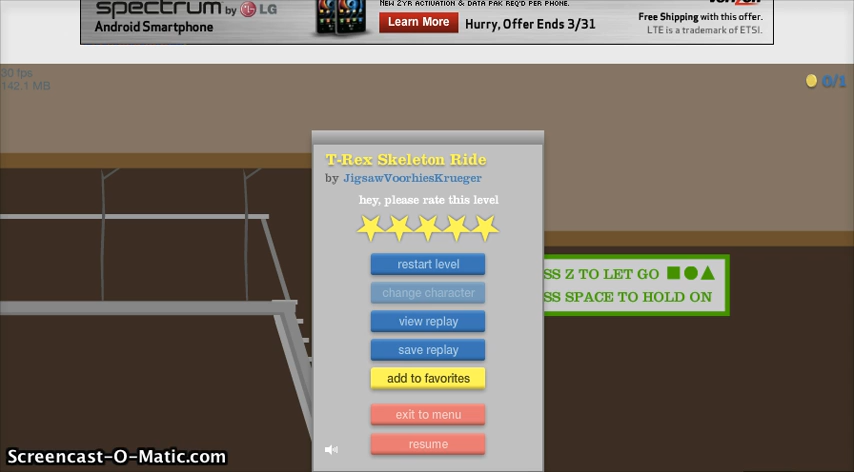 spectrum by LG
NEW 2YR ACTIVATION & DATA PAK REQ'D PER PHONE.
Android Smartphone
Learn More
Hurry, Offer Ends 3/31
Free Shipping with this offer.
LTE is a trademark of ETSI.
30 fps
142.1 MB
0/1
T-Rex Skeleton Ride
by JigsawVoorhiesKrueger
hey, please rate this level
restart level
change character
view replay
save replay
add to favorites
exit to menu
resume
SS Z TO LET GO
SS SPACE TO HOLD ON
Screencast-O-Matic.com